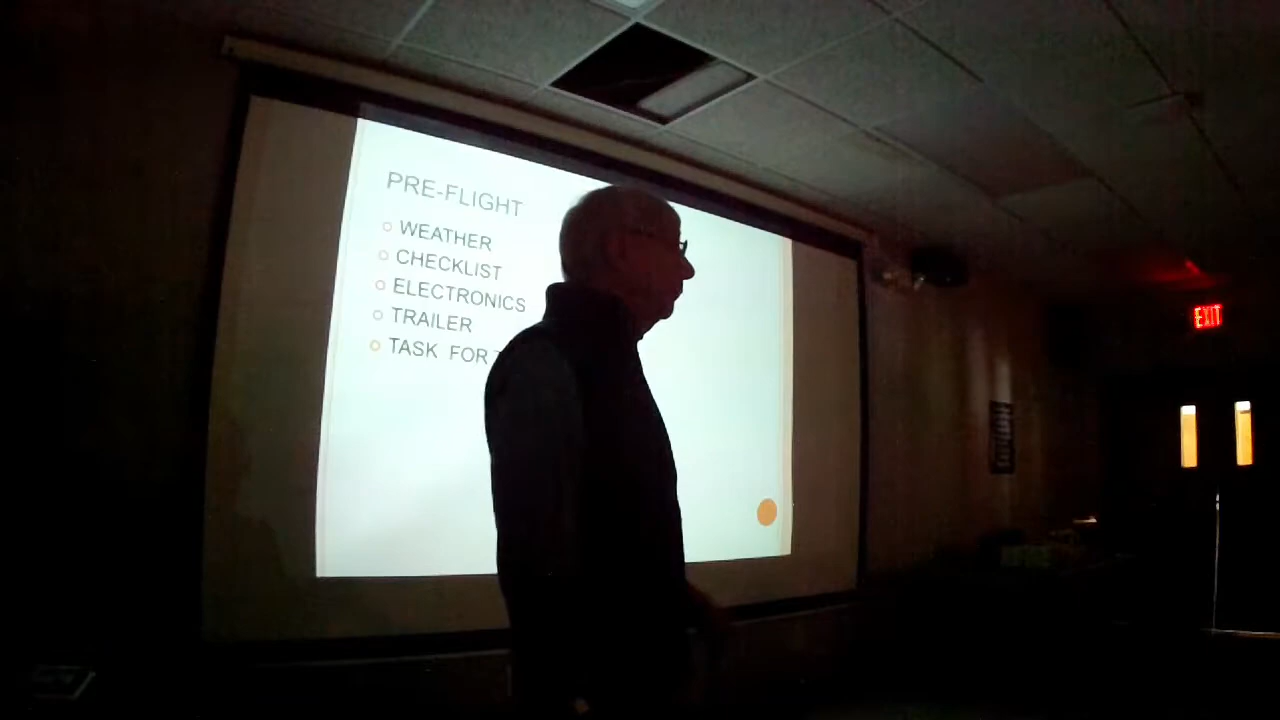 PRE-FLIGHT
WEATHER
CHECKLIST
ELECTRONICS
TRAILER
TASK FOR
EXIT